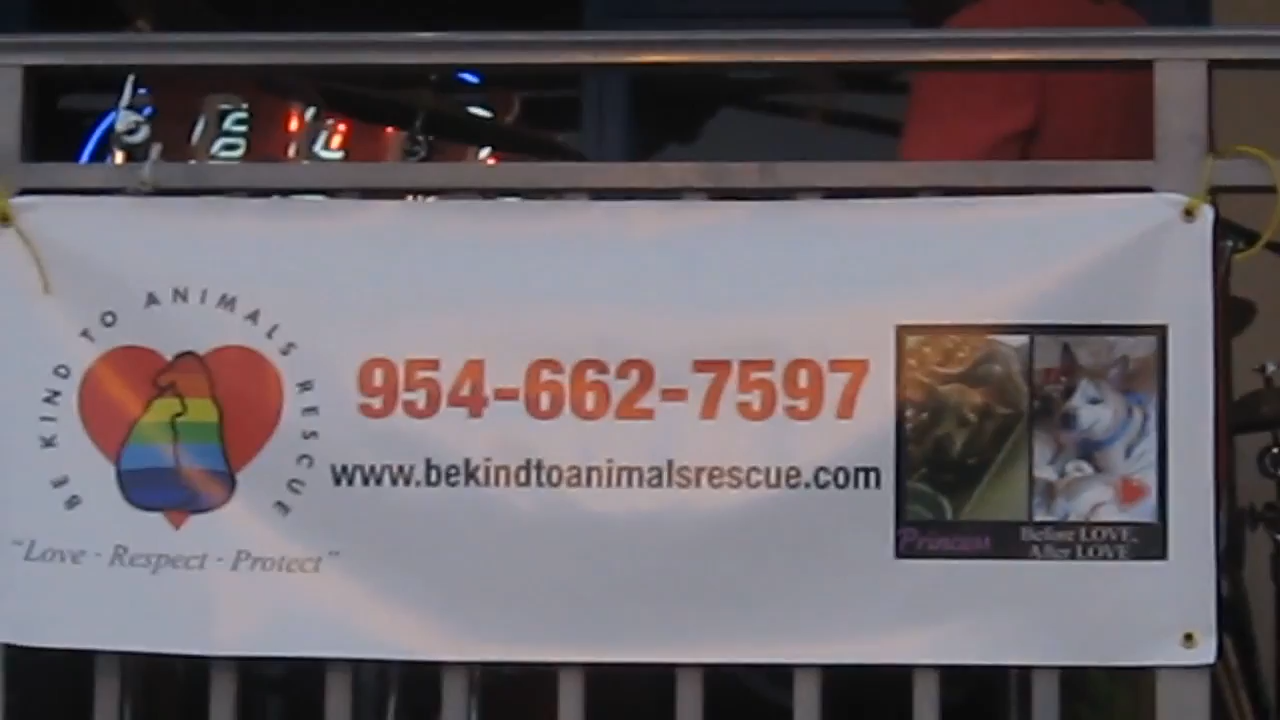 BE KIND TO ANIMALS RESCUE
"Love - Respect - Protect"
954-662-7597
www.bekindtoanimalsrescue.com
Princess
Before LOVE,
After LOVE